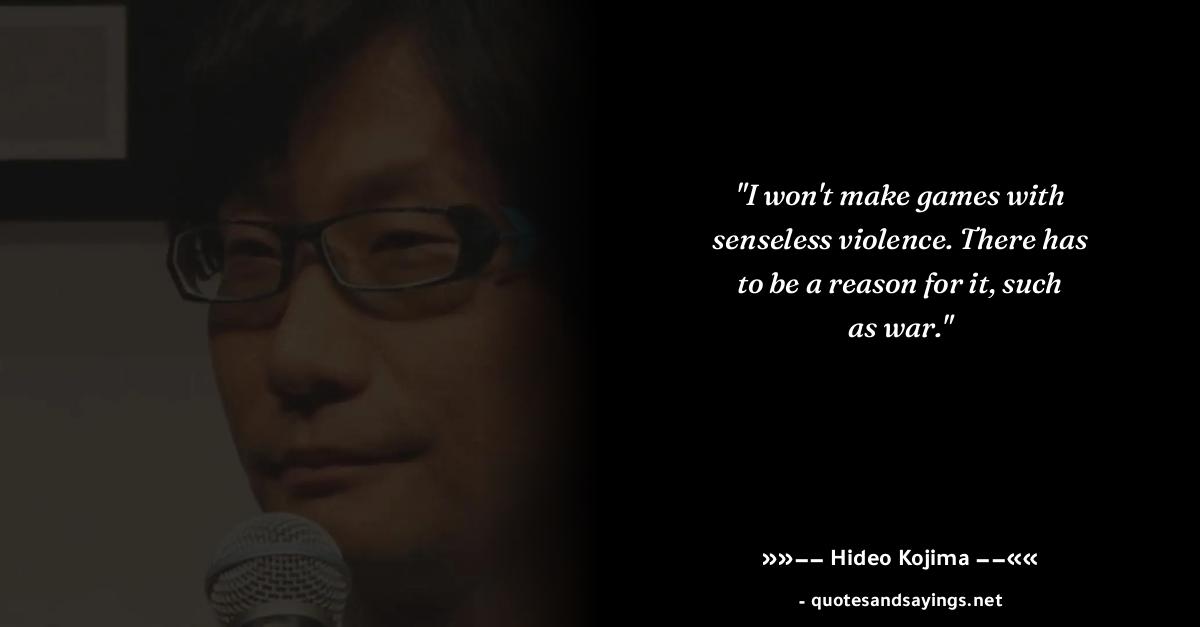 "I won't make games with
senseless violence. There has
to be a reason for it, such
as war."
»»−− Hideo Kojima −−««
- quotesandsayings.net